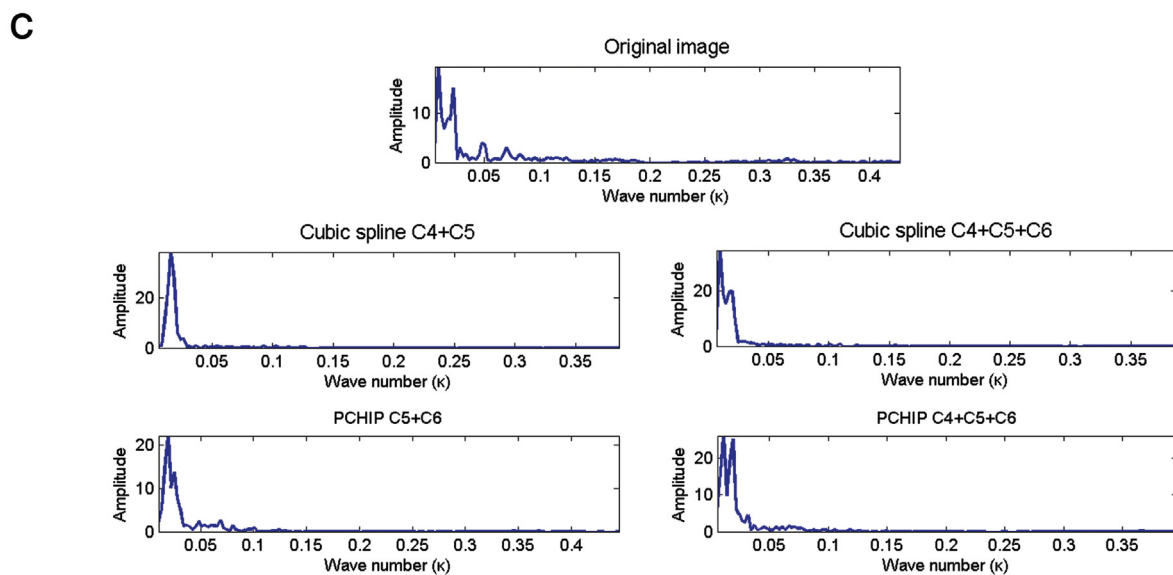 C
Original image
Amplitude
10
0
0.05 0.1 0.15 0.2 0.25 0.3 0.35 0.4
Wave number (κ)
Cubic spline C4+C5
Amplitude
20
0
0.05 0.1 0.15 0.2 0.25 0.3 0.35
Wave number (κ)
Cubic spline C4+C5+C6
Amplitude
20
0
0.05 0.1 0.15 0.2 0.25 0.3 0.35
Wave number (κ)
PCHIP C5+C6
Amplitude
20
10
0
0.05 0.1 0.15 0.2 0.25 0.3 0.35 0.4
Wave number (κ)
PCHIP C4+C5+C6
Amplitude
20
10
0
0.05 0.1 0.15 0.2 0.25 0.3 0.35
Wave number (κ)